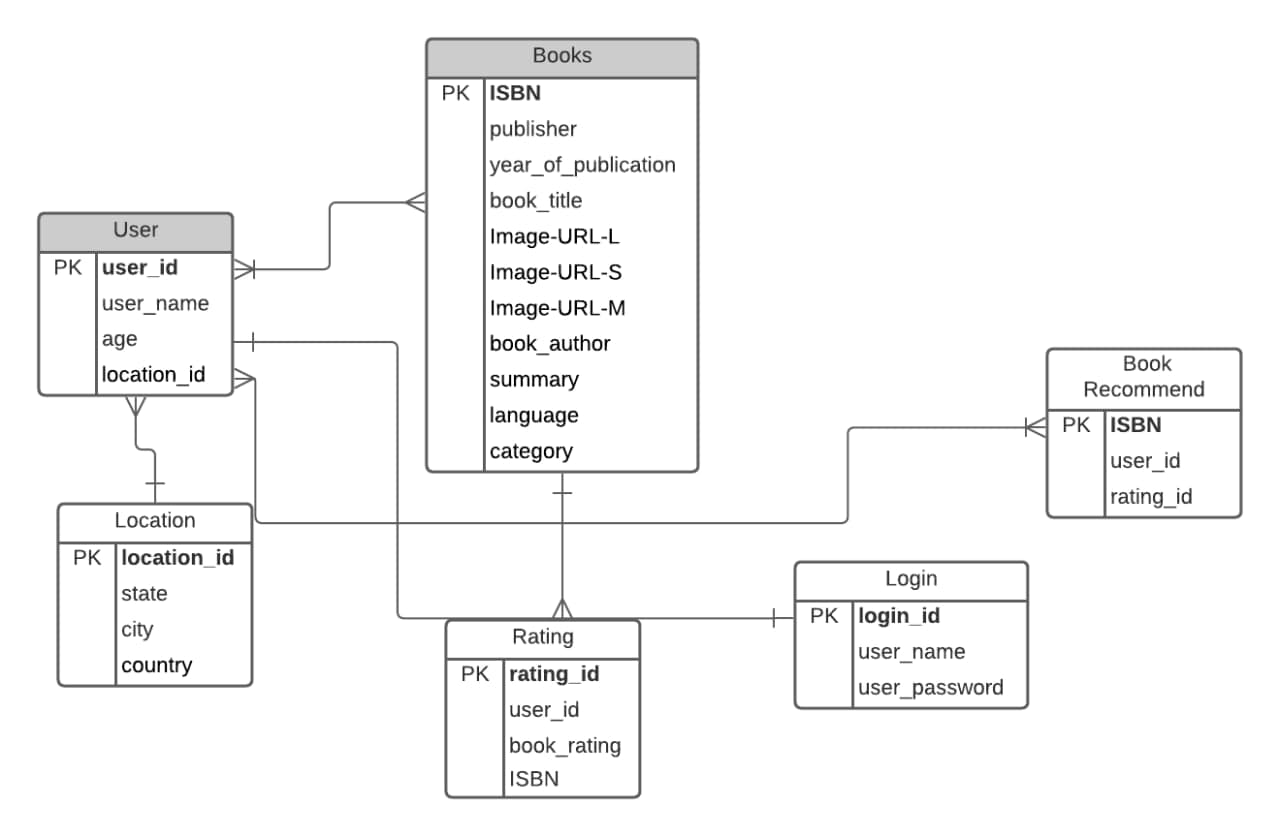 Books
PK ISBN
publisher
year_of_publication
book_title
Image-URL-L
Image-URL-S
Image-URL-M
book_author
summary
language
category
User
PK user_id
user_name
age
location_id
Book
Recommend
PK ISBN
user_id
rating_id
Location
PK location_id
state
city
country
Login
PK login_id
user_name
user_password
Rating
PK rating_id
user_id
book_rating
ISBN